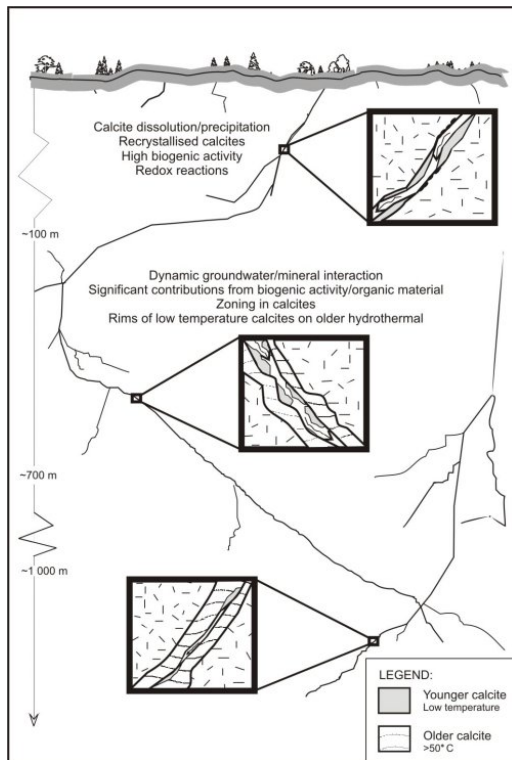 Calcite dissolution/precipitation
Recrystallised calcites
High biogenic activity
Redox reactions
~100 m
Dynamic groundwater/mineral interaction
Significant contributions from biogenic activity/organic material
Zoning in calcites
Rims of low temperature calcites on older hydrothermal
~700 m
~1 000 m
LEGEND:
Younger calcite
Low temperature
Older calcite
>50° C